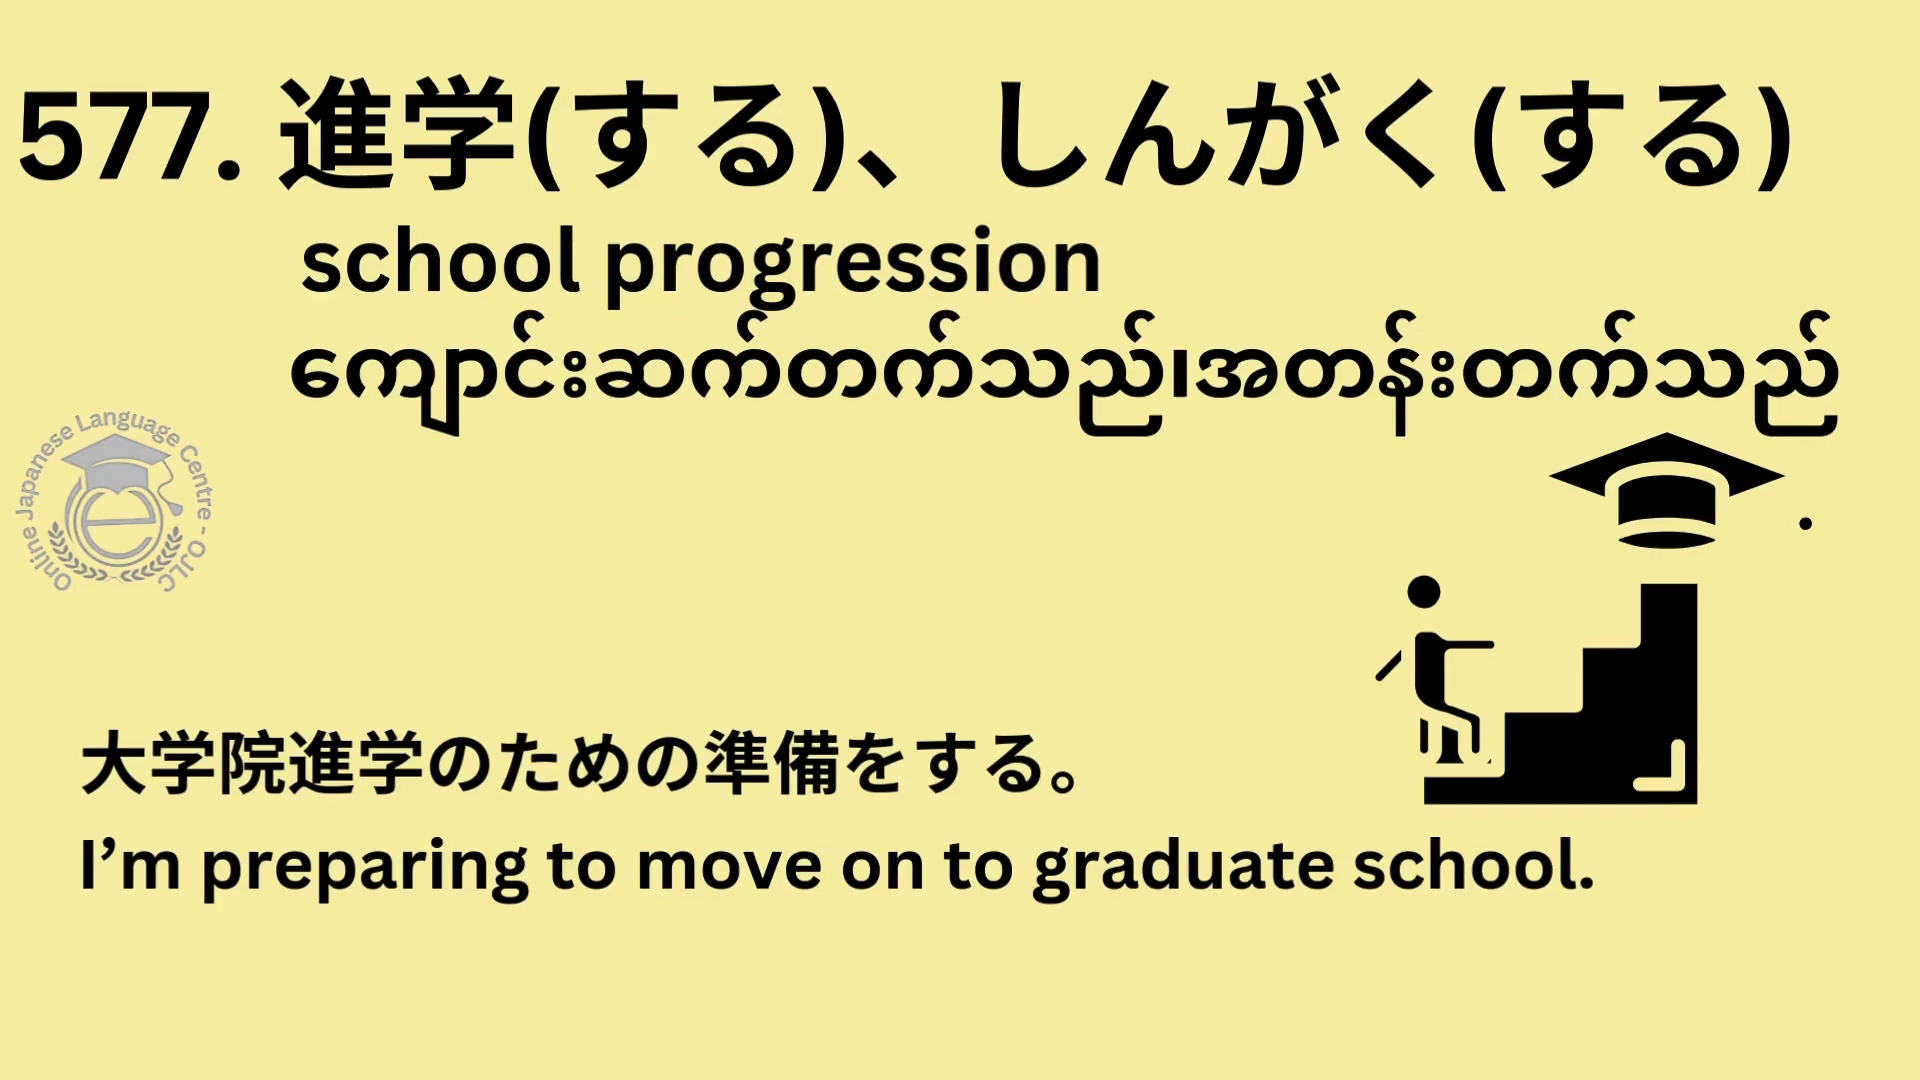 577. 進学(する)、しんがく(する)
school progression
ကျောင်းဆက်တက်သည်၊အတန်းတက်သည်
Online Japanese Language Centre - OJLC
大学院進学のための準備をする。
I’m preparing to move on to graduate school.